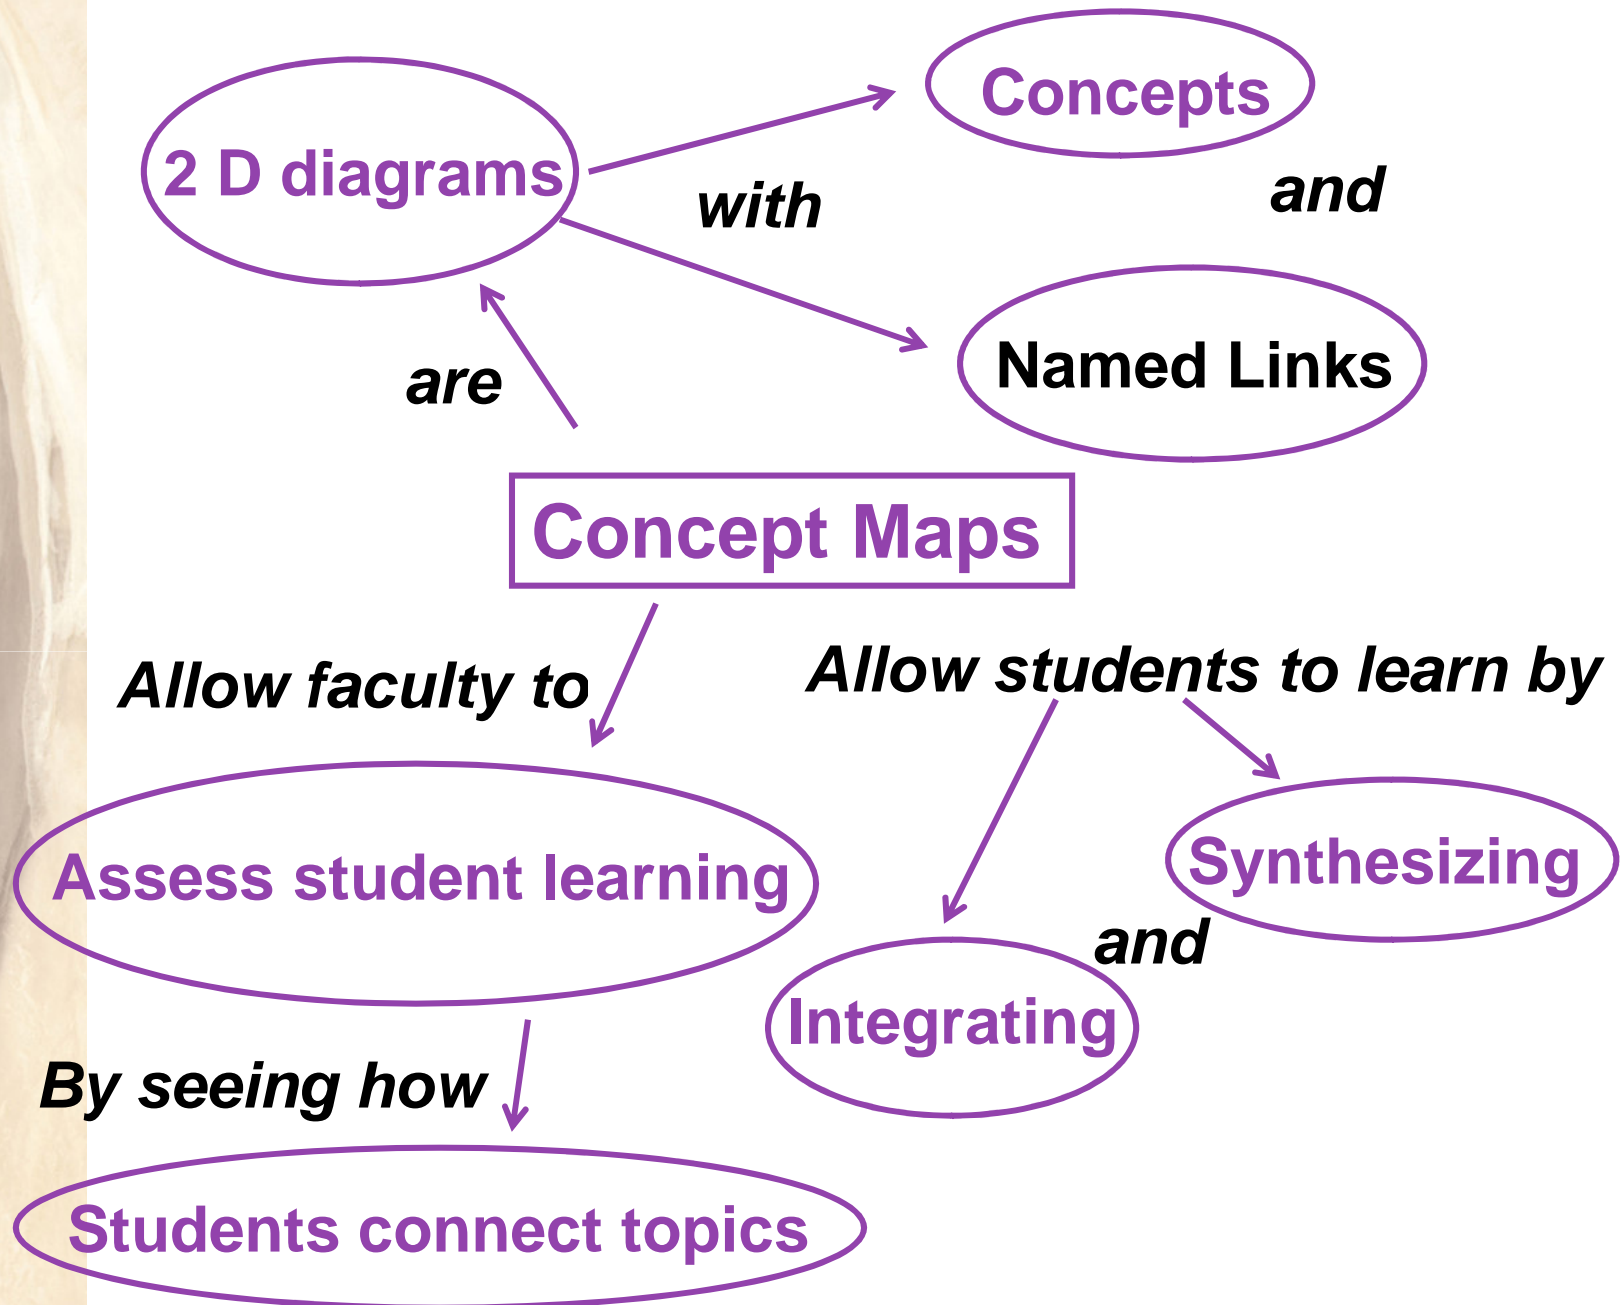 Concepts
2 D diagrams
with
and
Named Links
are
Concept Maps
Allow faculty to
Allow students to learn by
Assess student learning
Synthesizing
and
Integrating
By seeing how
Students connect topics